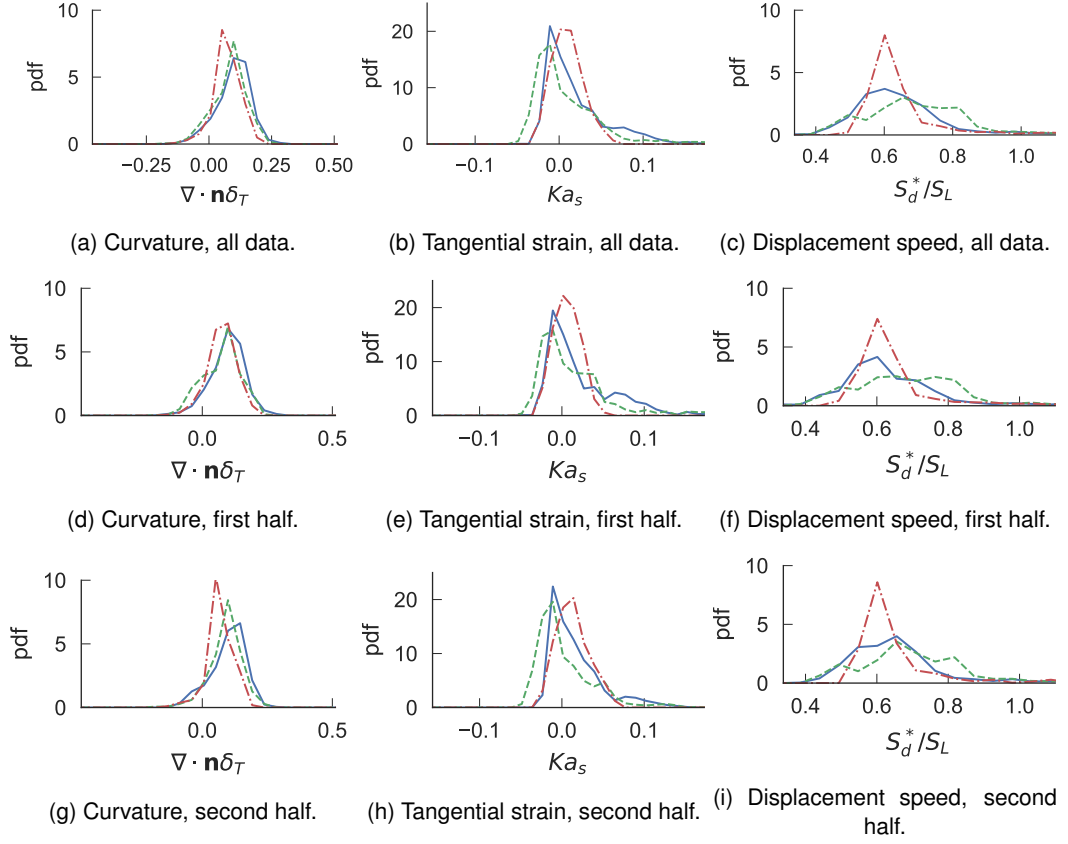 10
5
0
pdf
−0.25 0.00 0.25 0.50
∇ · nδ_T
(a) Curvature, all data.
20
10
0
pdf
−0.1 0.0 0.1
Ka_s
(b) Tangential strain, all data.
10
5
0
pdf
0.4 0.6 0.8 1.0
S_d^*/S_L
(c) Displacement speed, all data.
10
5
0
pdf
0.0 0.5
∇ · nδ_T
(d) Curvature, first half.
20
10
0
pdf
−0.1 0.0 0.1
Ka_s
(e) Tangential strain, first half.
10
5
0
pdf
0.4 0.6 0.8 1.0
S_d^*/S_L
(f) Displacement speed, first half.
10
5
0
pdf
0.0 0.5
∇ · nδ_T
(g) Curvature, second half.
20
10
0
pdf
−0.1 0.0 0.1
Ka_s
(h) Tangential strain, second half.
10
5
0
pdf
0.4 0.6 0.8 1.0
S_d^*/S_L
(i) Displacement speed, second
half.